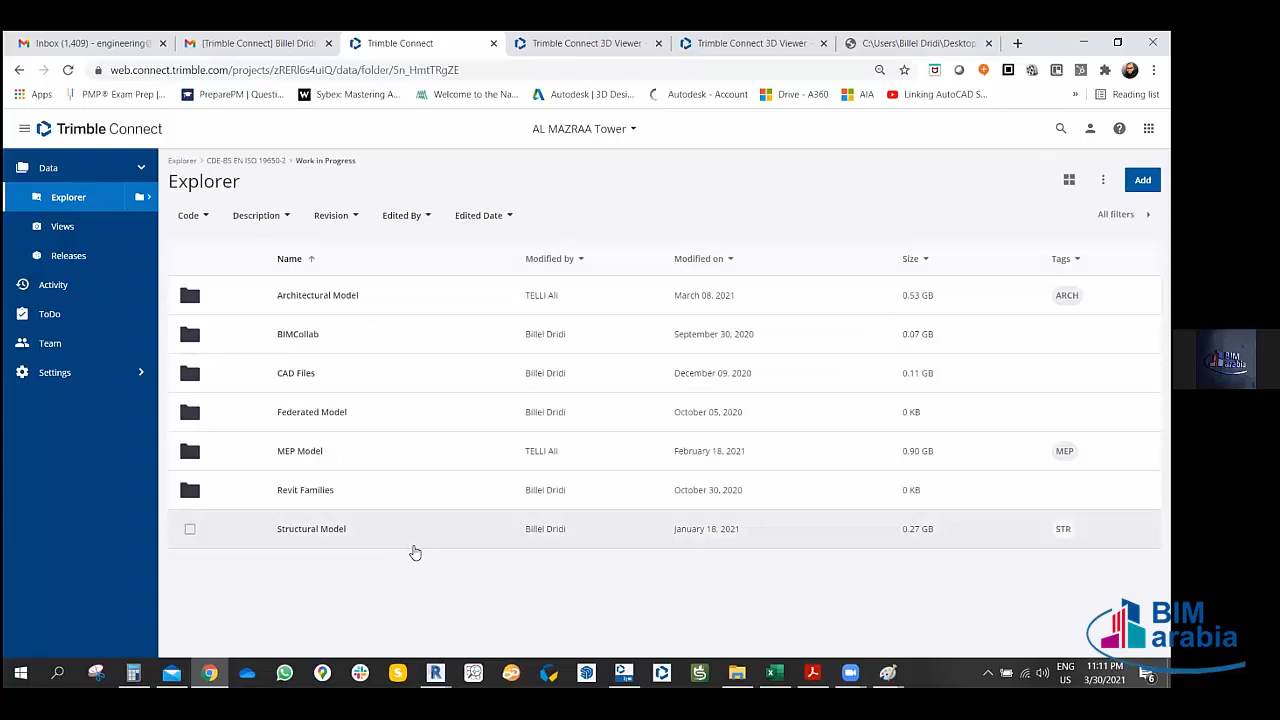 Inbox (1,409) - engineering@
[Trimble Connect] Billel Dridi
Trimble Connect
Trimble Connect 3D Viewer -
Trimble Connect 3D Viewer -
C:\Users\Billel Dridi\Desktop
web.connect.trimble.com/projects/zRERl6s4uiQ/data/folder/5n_HmtTRgZE
Apps
PMP® Exam Prep |...
PreparePM | Questi...
Sybex: Mastering A...
Welcome to the Na...
Autodesk | 3D Desi...
Autodesk - Account
Drive - A360
AIA
Linking AutoCAD S...
Reading list
Trimble Connect
AL MAZRAA Tower
Data
Explorer
Views
Releases
Activity
ToDo
Team
Settings
Explorer > CDE-BS EN ISO 19650-2 > Work in Progress
Explorer
Add
Code
Description
Revision
Edited By
Edited Date
All filters
Name Modified by Modified on Size Tags
Architectural Model TELLI Ali March 08, 2021 0.53 GB ARCH
BIMCollab Billel Dridi September 30, 2020 0.07 GB
CAD Files Billel Dridi December 09, 2020 0.11 GB
Federated Model Billel Dridi October 05, 2020 0 KB
MEP Model TELLI Ali February 18, 2021 0.90 GB MEP
Revit Families Billel Dridi October 30, 2020 0 KB
Structural Model Billel Dridi January 18, 2021 0.27 GB STR
BIM
arabia
BIM
arabia
ENG
US
11:11 PM
3/30/2021
6